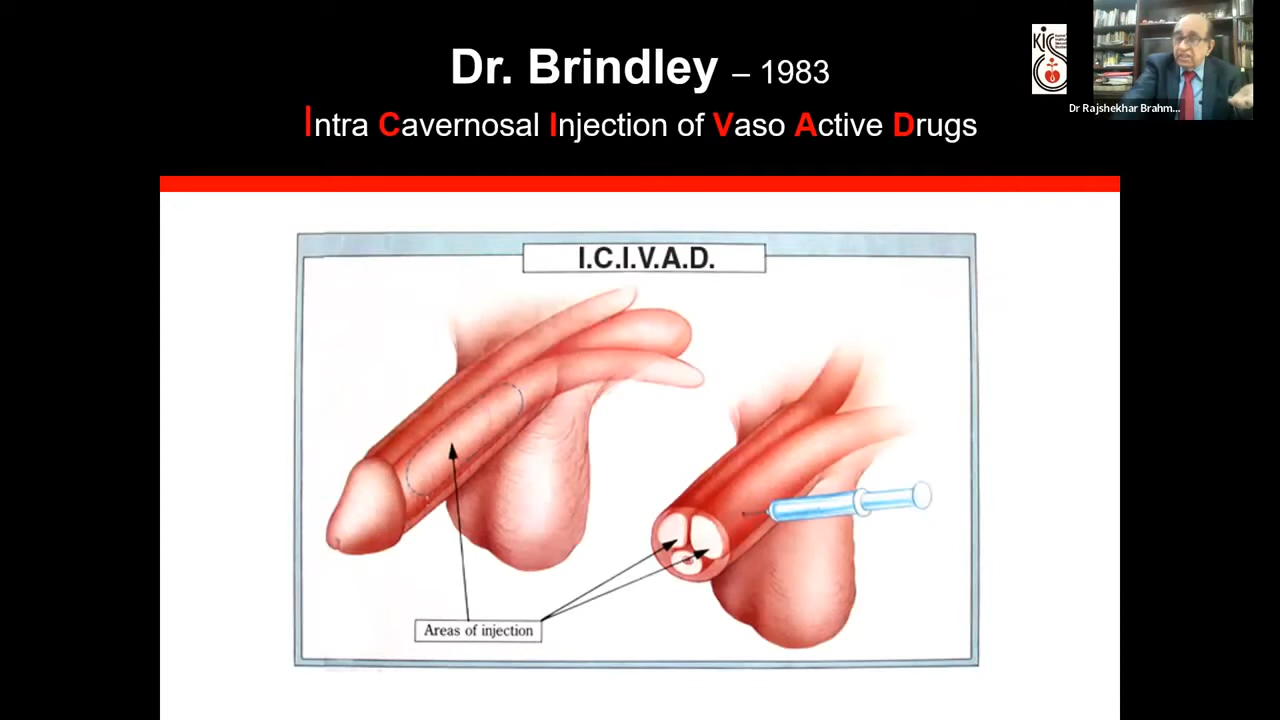 Dr. Brindley – 1983
Intra Cavernosal Injection of Vaso Active Drugs
Dr Rajshekhar Brahm...
I.C.I.V.A.D.
Areas of injection